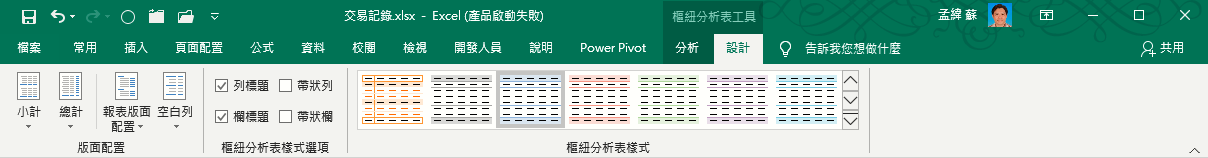 交易記錄.xlsx - Excel (產品啟動失敗)
樞紐分析表工具
孟緯 蘇
檔案 常用 插入 頁面配置 公式 資料 校閱 檢視 開發人員 說明 Power Pivot 分析 設計 告訴我您想做什麼 共用
小計 總計 報表版面配置 空白列
列標題 帶狀列
欄標題 帶狀欄
版面配置 樞紐分析表樣式選項 樞紐分析表樣式